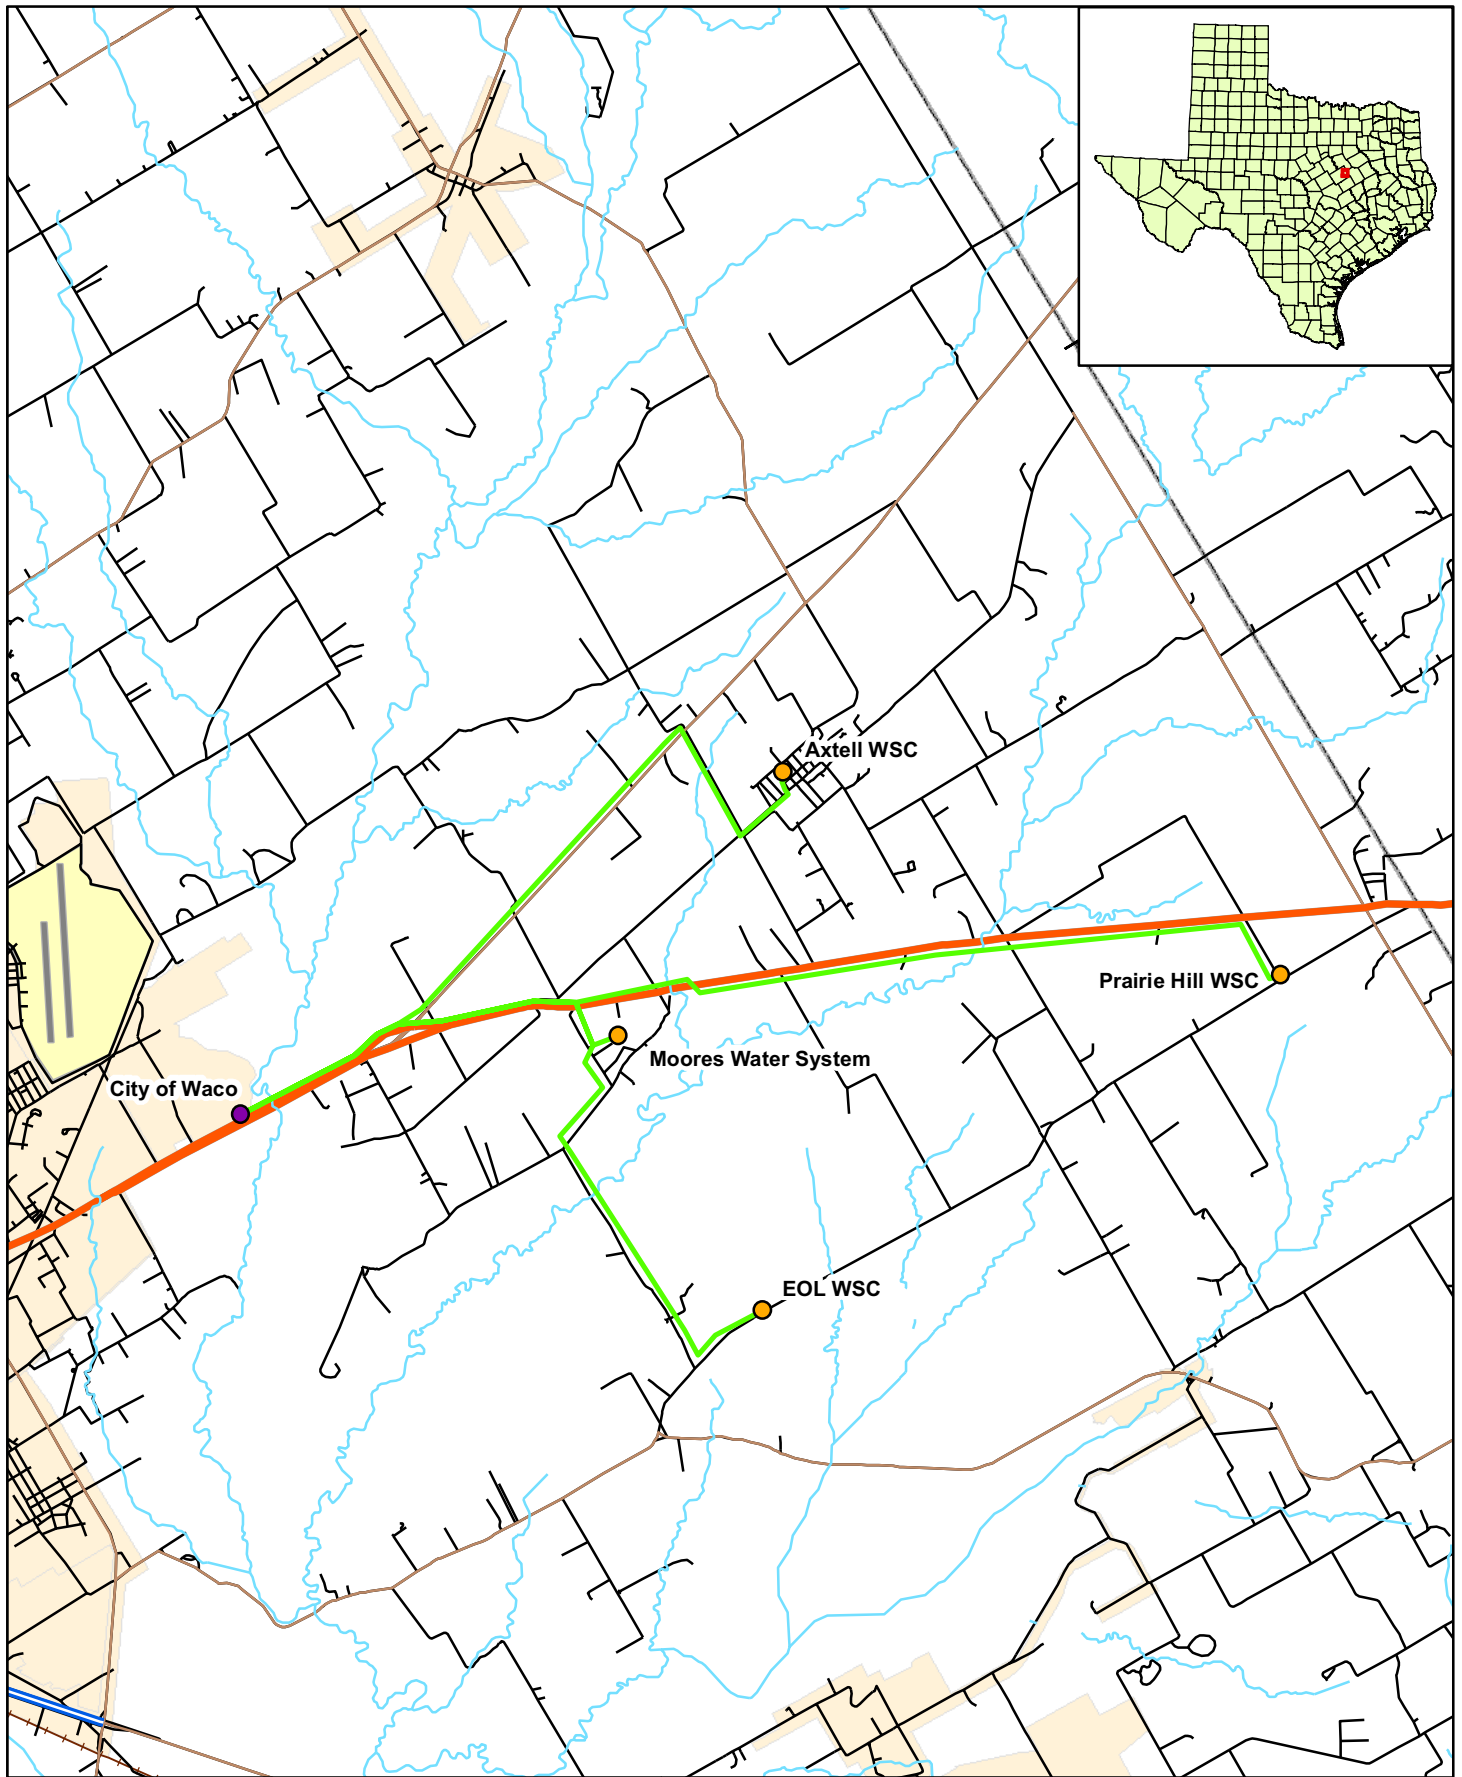 Axtell WSC
Prairie Hill WSC
Moores Water System
City of Waco
EOL WSC